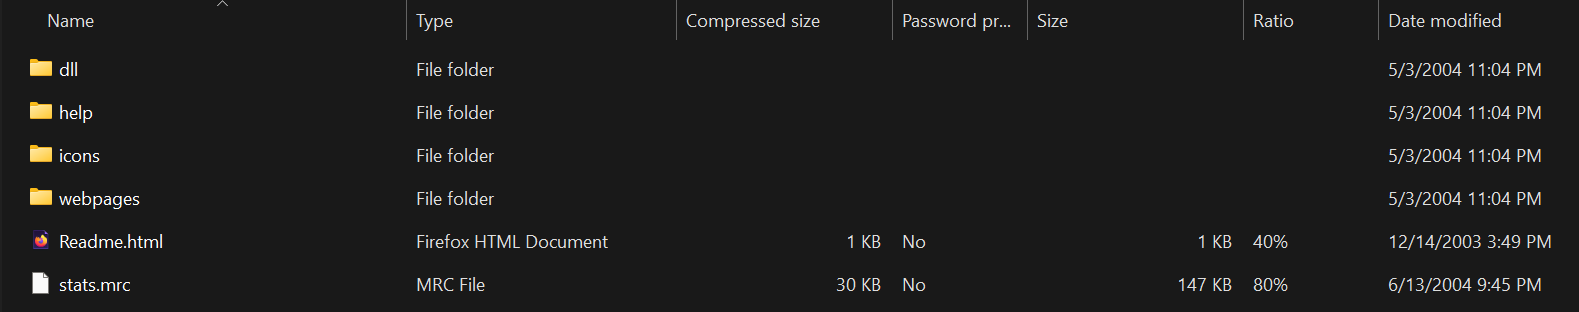 Name Type Compressed size Password pr... Size Ratio Date modified
dll File folder 5/3/2004 11:04 PM
help File folder 5/3/2004 11:04 PM
icons File folder 5/3/2004 11:04 PM
webpages File folder 5/3/2004 11:04 PM
Readme.html Firefox HTML Document 1 KB No 1 KB 40% 12/14/2003 3:49 PM
stats.mrc MRC File 30 KB No 147 KB 80% 6/13/2004 9:45 PM